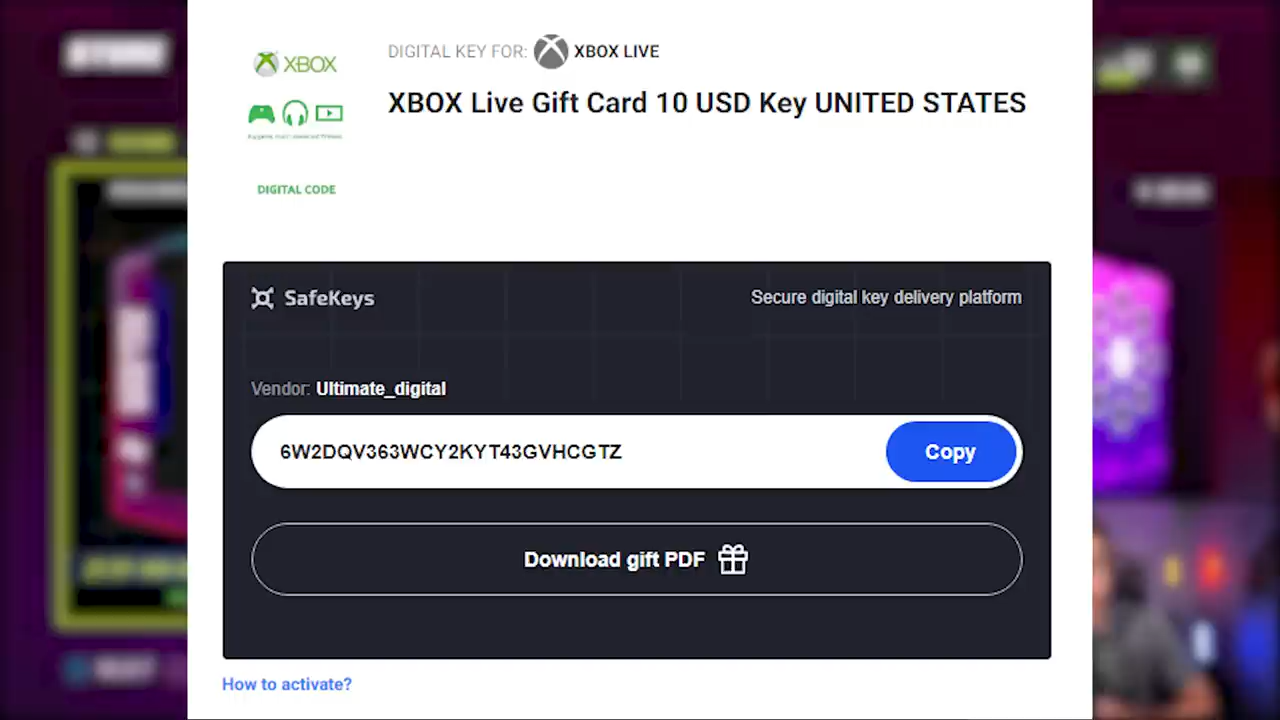 XBOX
DIGITAL KEY FOR: XBOX LIVE
XBOX Live Gift Card 10 USD Key UNITED STATES
DIGITAL CODE
SafeKeys
Secure digital key delivery platform
Vendor: Ultimate_digital
6W2DQV363WCY2KYT43GVHCGTZ
Copy
Download gift PDF
How to activate?